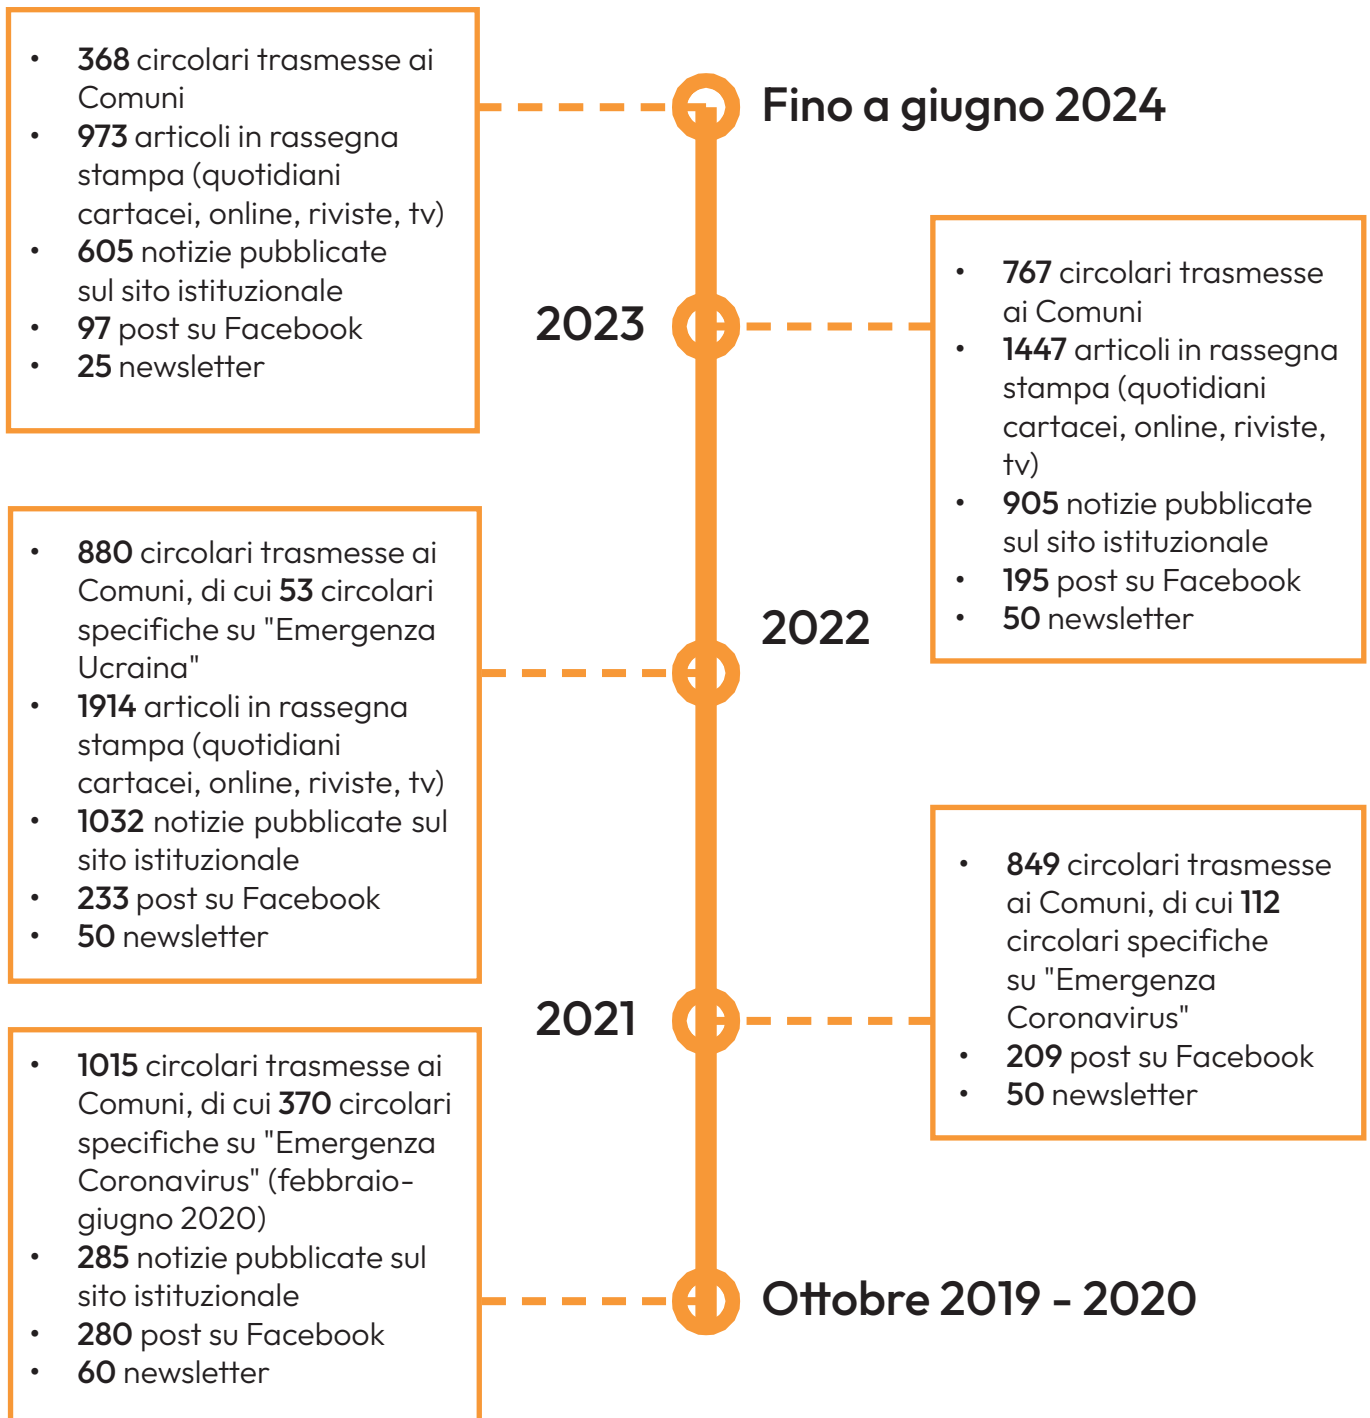 • 368 circolari trasmesse ai
Comuni
• 973 articoli in rassegna
stampa (quotidiani
cartacei, online, riviste, tv)
• 605 notizie pubblicate
sul sito istituzionale
• 97 post su Facebook
• 25 newsletter
Fino a giugno 2024
2023
• 767 circolari trasmesse
ai Comuni
• 1447 articoli in rassegna
stampa (quotidiani
cartacei, online, riviste,
tv)
• 905 notizie pubblicate
sul sito istituzionale
• 195 post su Facebook
• 50 newsletter
• 880 circolari trasmesse ai
Comuni, di cui 53 circolari
specifiche su "Emergenza
Ucraina"
• 1914 articoli in rassegna
stampa (quotidiani
cartacei, online, riviste, tv)
• 1032 notizie pubblicate sul
sito istituzionale
• 233 post su Facebook
• 50 newsletter
2022
2021
• 849 circolari trasmesse
ai Comuni, di cui 112
circolari specifiche
su "Emergenza
Coronavirus"
• 209 post su Facebook
• 50 newsletter
• 1015 circolari trasmesse ai
Comuni, di cui 370 circolari
specifiche su "Emergenza
Coronavirus" (febbraio-
giugno 2020)
• 285 notizie pubblicate sul
sito istituzionale
• 280 post su Facebook
• 60 newsletter
Ottobre 2019 - 2020